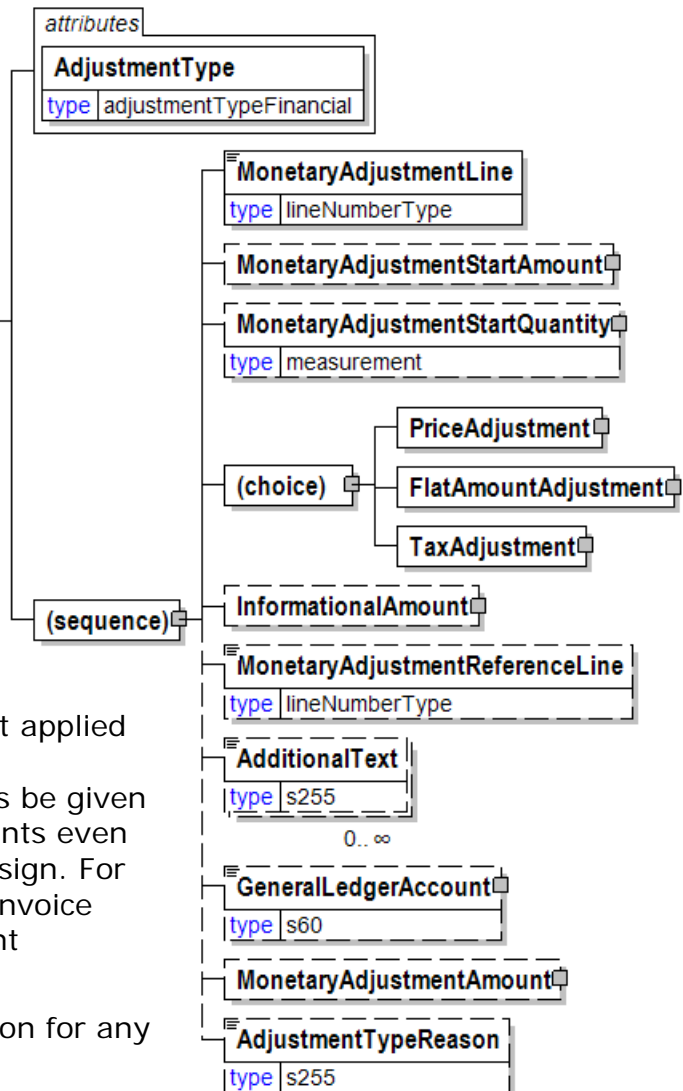 attributes
AdjustmentType
type adjustmentTypeFinancial
MonetaryAdjustmentLine
type lineNumberType
MonetaryAdjustmentStartAmount
MonetaryAdjustmentStartQuantity
type measurement
(choice)
PriceAdjustment
FlatAmountAdjustment
TaxAdjustment
(sequence)
InformationalAmount
MonetaryAdjustmentReferenceLine
type lineNumberType
AdditionalText
type s255
0.. ∞
GeneralLedgerAccount
type s60
MonetaryAdjustmentAmount
AdjustmentTypeReason
type s255
t applied
s be given
nts even
sign. For
nvoice
nt
on for any